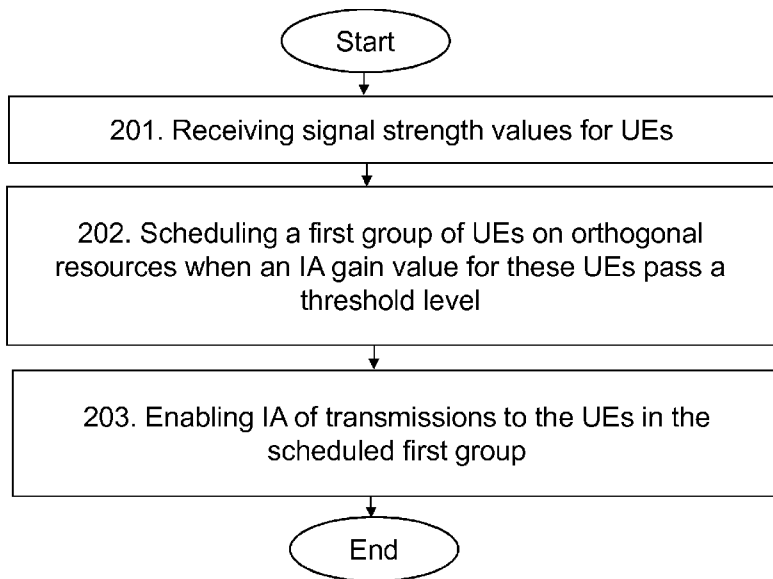 Start
201. Receiving signal strength values for UEs
202. Scheduling a first group of UEs on orthogonal
resources when an IA gain value for these UEs pass a
threshold level
203. Enabling IA of transmissions to the UEs in the
scheduled first group
End